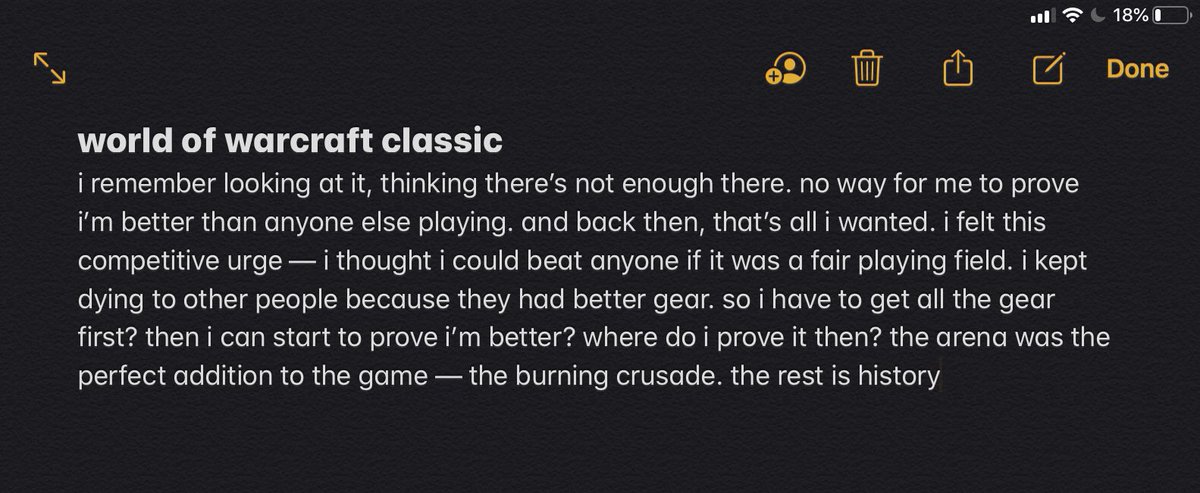 18%
Done
world of warcraft classic
i remember looking at it, thinking there’s not enough there. no way for me to prove
i’m better than anyone else playing. and back then, that’s all i wanted. i felt this
competitive urge — i thought i could beat anyone if it was a fair playing field. i kept
dying to other people because they had better gear. so i have to get all the gear
first? then i can start to prove i’m better? where do i prove it then? the arena was the
perfect addition to the game — the burning crusade. the rest is history